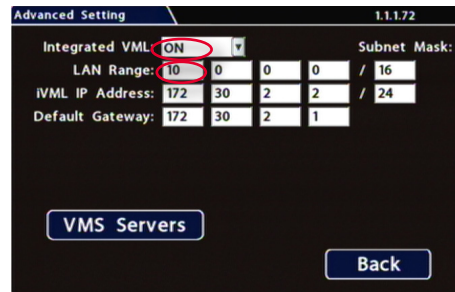 Advanced Setting 1.1.1.72
Integrated VML: ON Subnet Mask:
LAN Range: 10 0 0 0 / 16
iVML IP Address: 172 30 2 2 / 24
Default Gateway: 172 30 2 1
VMS Servers
Back